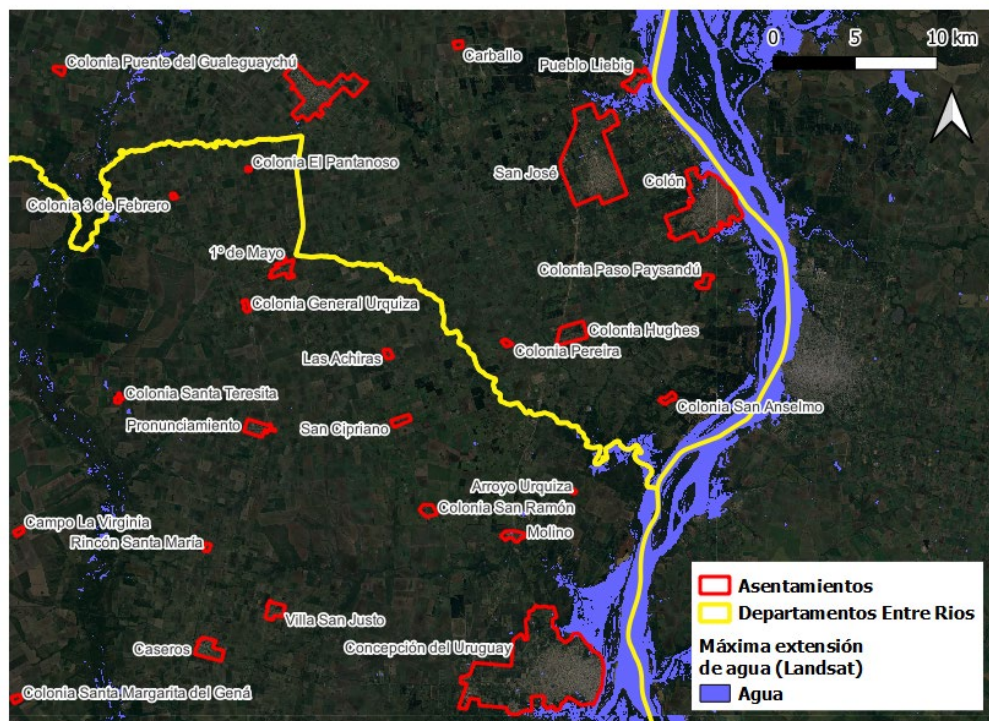 0 5 10 km
Carballo
Colonia Puente del Gualeguaychú
Pueblo Liebig
Colonia El Pantanoso
San José
Colón
Colonia 3 de Febrero
1º de Mayo
Colonia Paso Paysandú
Colonia General Urquiza
Colonia Hughes
Colonia Pereira
Las Achiras
Colonia Santa Teresita
Colonia San Anselmo
Pronunciamiento
San Cipriano
Arroyo Urquiza
Colonia San Ramón
Campo La Virginia
Molino
Rincón Santa María
Villa San Justo
Caseros
Concepción del Uruguay
Colonia Santa Margarita del Gená
Asentamientos
Departamentos Entre Rios
Máxima extensión
de agua (Landsat)
Agua